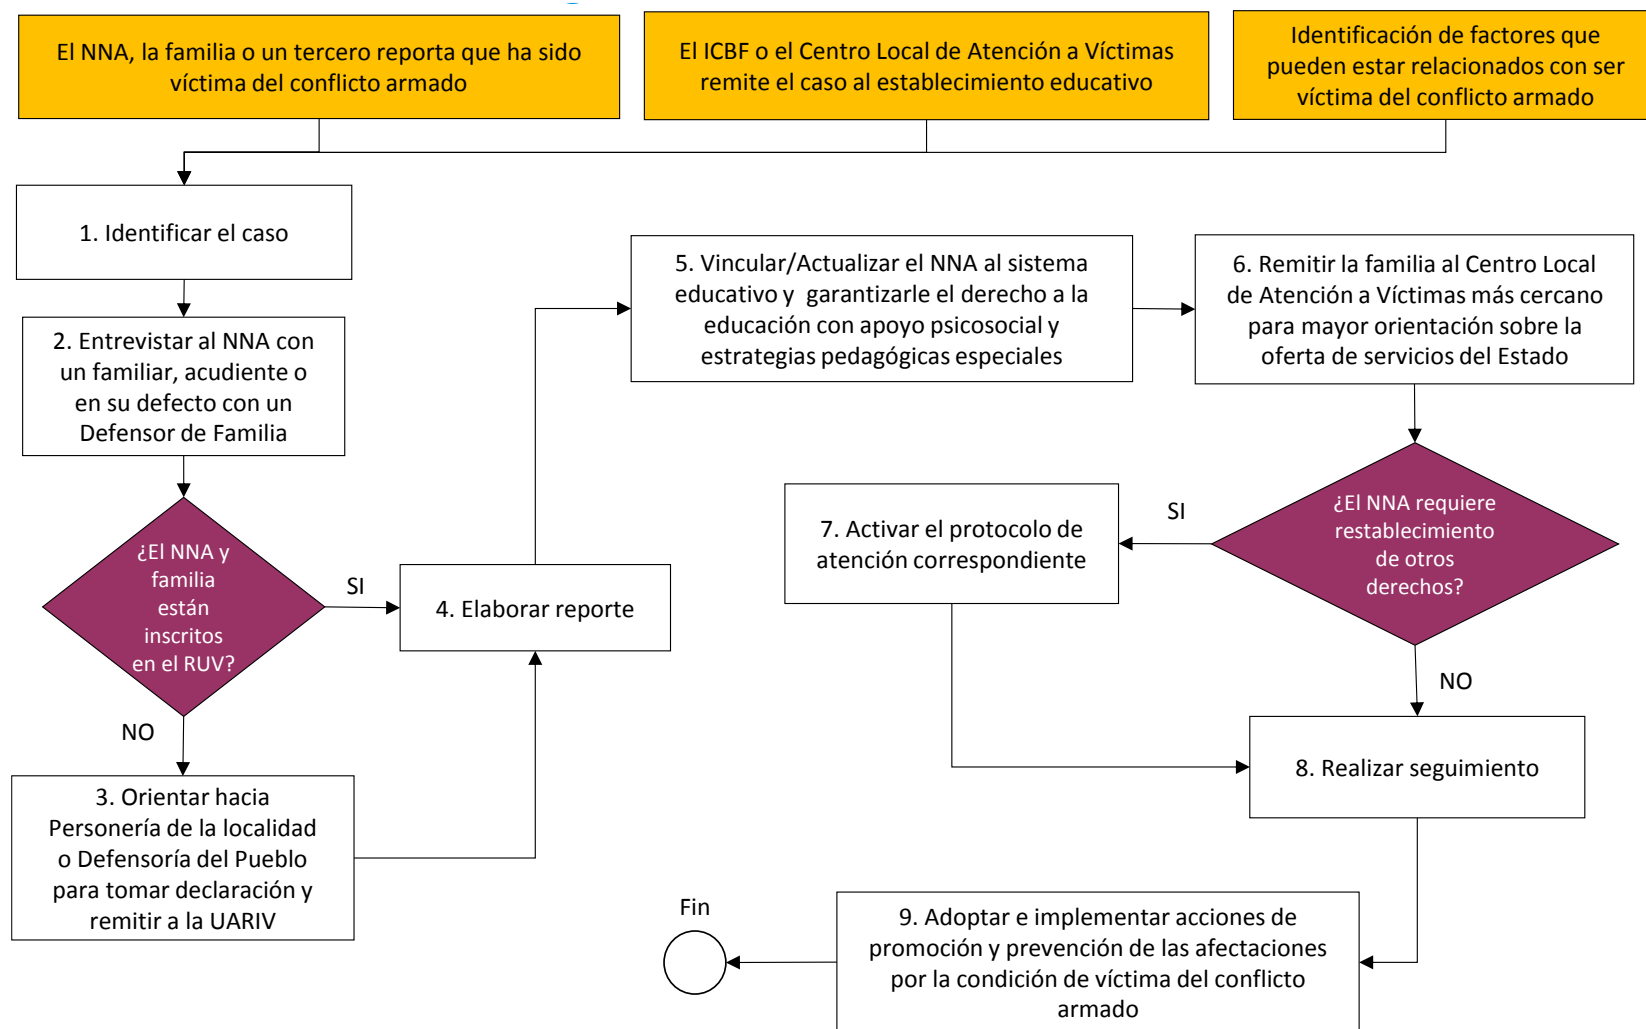 El NNA, la familia o un tercero reporta que ha sido
víctima del conflicto armado
El ICBF o el Centro Local de Atención a Víctimas
remite el caso al establecimiento educativo
Identificación de factores que
pueden estar relacionados con ser
víctima del conflicto armado
1. Identificar el caso
2. Entrevistar al NNA con
un familiar, acudiente o
en su defecto con un
Defensor de Familia
¿El NNA y
familia
están
inscritos
en el RUV?
SI
NO
3. Orientar hacia
Personería de la localidad
o Defensoría del Pueblo
para tomar declaración y
remitir a la UARIV
4. Elaborar reporte
5. Vincular/Actualizar el NNA al sistema
educativo y garantizarle el derecho a la
educación con apoyo psicosocial y
estrategias pedagógicas especiales
6. Remitir la familia al Centro Local
de Atención a Víctimas más cercano
para mayor orientación sobre la
oferta de servicios del Estado
¿El NNA requiere
restablecimiento
de otros
derechos?
SI
NO
7. Activar el protocolo de
atención correspondiente
8. Realizar seguimiento
9. Adoptar e implementar acciones de
promoción y prevención de las afectaciones
por la condición de víctima del conflicto
armado
Fin